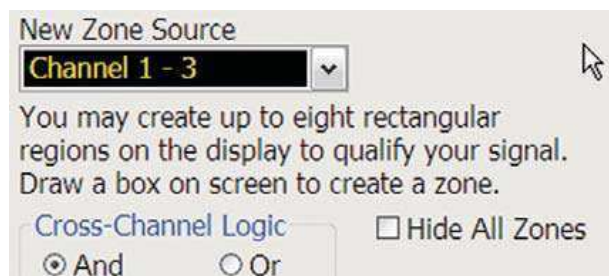 New Zone Source
Channel 1 - 3
You may create up to eight rectangular
regions on the display to qualify your signal.
Draw a box on screen to create a zone.
Cross-Channel Logic
Hide All Zones
And Or